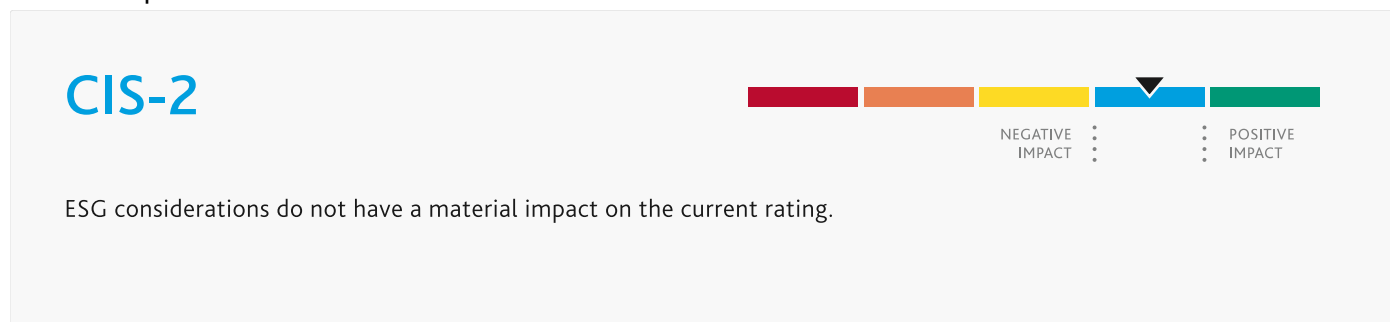 CIS-2
NEGATIVE
IMPACT
POSITIVE
IMPACT
ESG considerations do not have a material impact on the current rating.